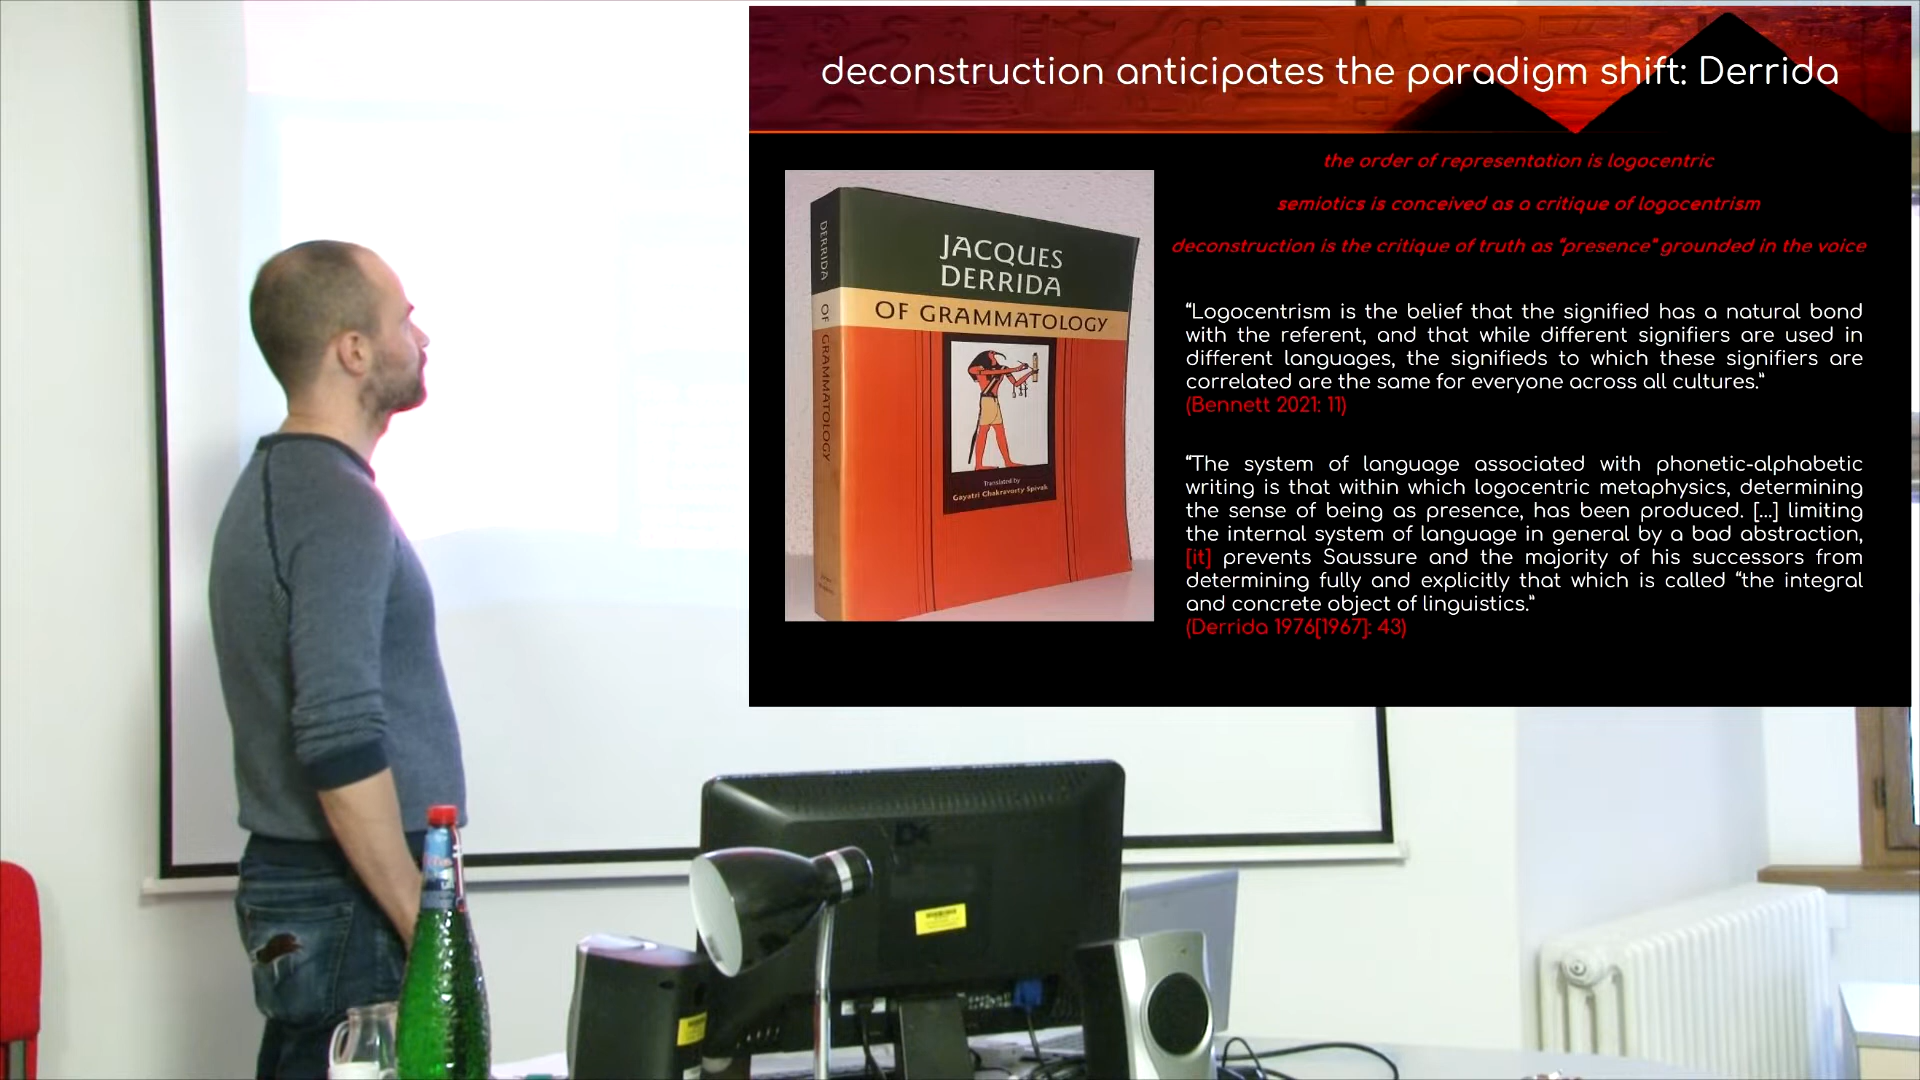 deconstruction anticipates the paradigm shift: Derrida
the order of representation is logocentric
semiotics is conceived as a critique of logocentrism
deconstruction is the critique of truth as "presence" grounded in the voice
DERRIDA OF GRAMMATOLOGY
JACQUES
DERRIDA
OF GRAMMATOLOGY
Translated by
Gayatri Chakravorty Spivak
“Logocentrism is the belief that the signified has a natural bond
with the referent, and that while different signifiers are used in
different languages, the signifieds to which these signifiers are
correlated are the same for everyone across all cultures.”
(Bennett 2021: 11)
“The system of language associated with phonetic-alphabetic
writing is that within which logocentric metaphysics, determining
the sense of being as presence, has been produced. [...] limiting
the internal system of language in general by a bad abstraction,
[it] prevents Saussure and the majority of his successors from
determining fully and explicitly that which is called “the integral
and concrete object of linguistics.”
(Derrida 1976[1967]: 43)